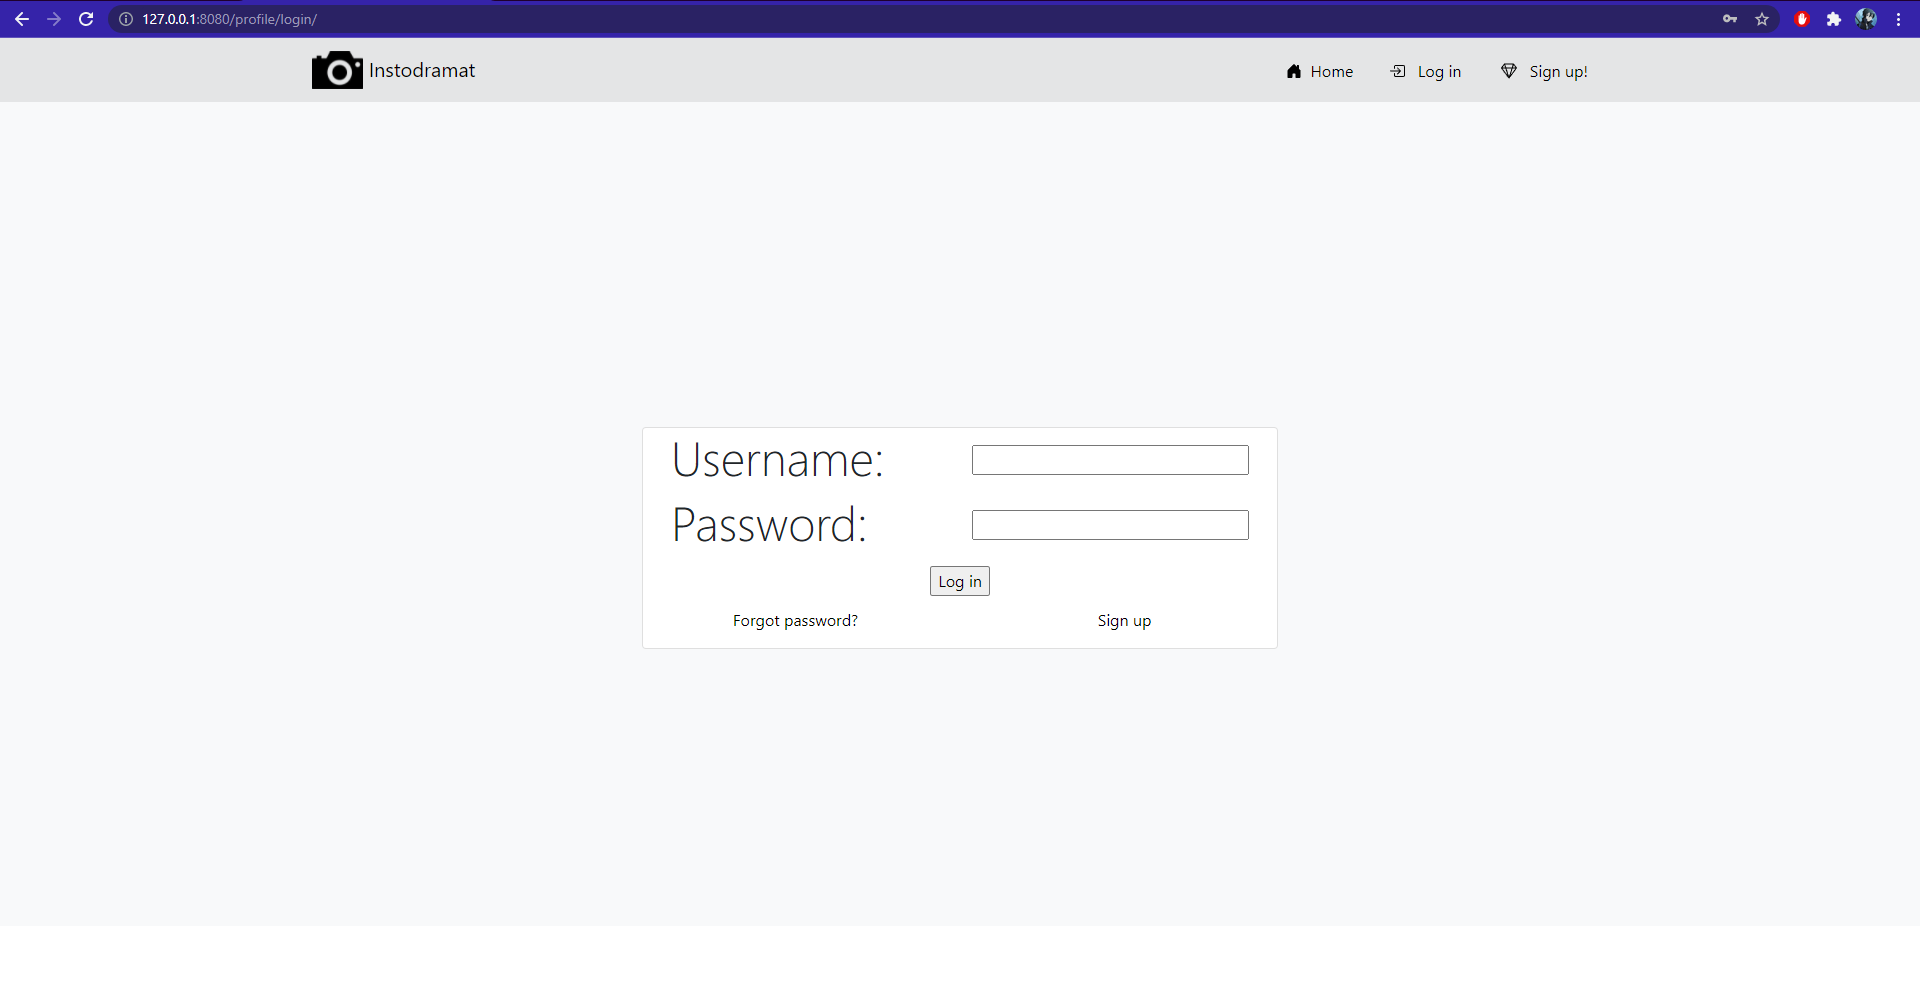 127.0.0.1:8080/profile/login/
Instodramat Home Log in Sign up!
Username:
Password:
Log in
Forgot password? Sign up